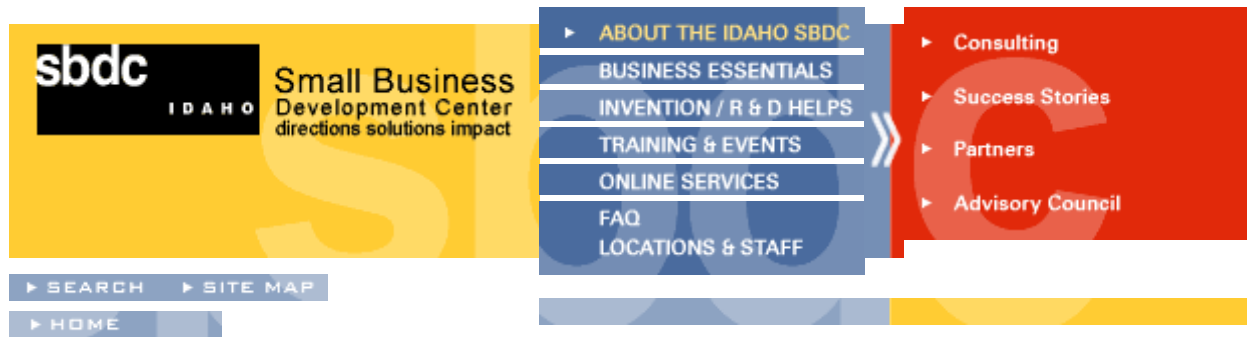 sbdc
IDAHO
Small Business
Development Center
directions solutions impact
ABOUT THE IDAHO SBDC
BUSINESS ESSENTIALS
INVENTION / R & D HELPS
TRAINING & EVENTS
ONLINE SERVICES
FAQ
LOCATIONS & STAFF
Consulting
Success Stories
Partners
Advisory Council
SEARCH
SITE MAP
HOME
sbdc